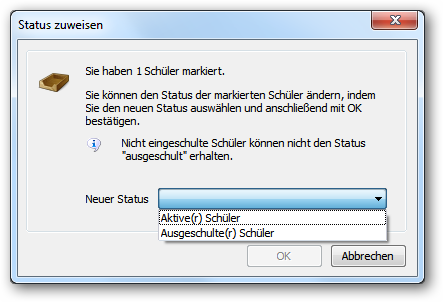 Status zuweisen
Sie haben 1 Schüler markiert.
Sie können den Status der markierten Schüler ändern, indem
Sie den neuen Status auswählen und anschließend mit OK
bestätigen.
Nicht eingeschulte Schüler können nicht den Status
"ausgeschult" erhalten.
Neuer Status
Aktive(r) Schüler
Ausgeschulte(r) Schüler
OK
Abbrechen